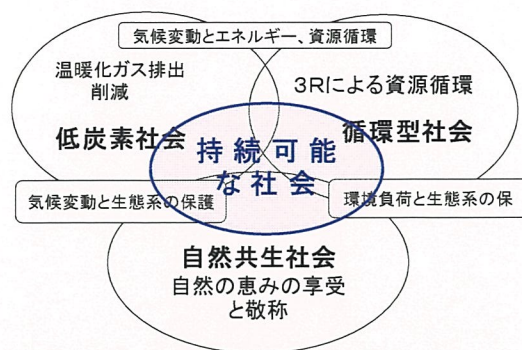 気候変動とエネルギー、資源循環
温暖化ガス排出
削減
低炭素社会
3Rによる資源循環
循環型社会
持続可能
な社会
気候変動と生態系の保護
環境負荷と生態系の保
自然共生社会
自然の恵みの享受
と敬称